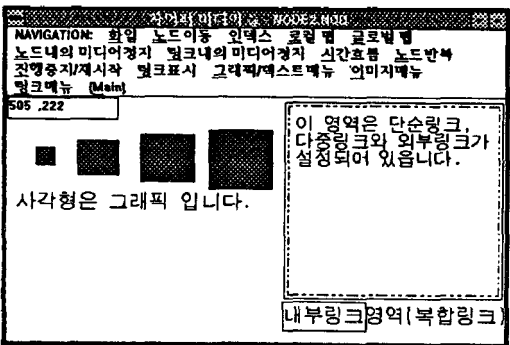 NODE2.NOD
NAVIGATION: 화일 노드이동 인덱스 로컬 맵 글로벌 맵
노드내의 미디어정지 링크내의 미디어정지 시간흐름 노드반복
진행중지/재시작 링크표시 그래픽/텍스트메뉴 이미지메뉴
링크메뉴 (Main)
505 ,222
이 영역은 단순링크,
다중링크와 외부링크가
설정되어 있읍니다.
사각형은 그래픽 입니다.
내부링크영역(복합링크)